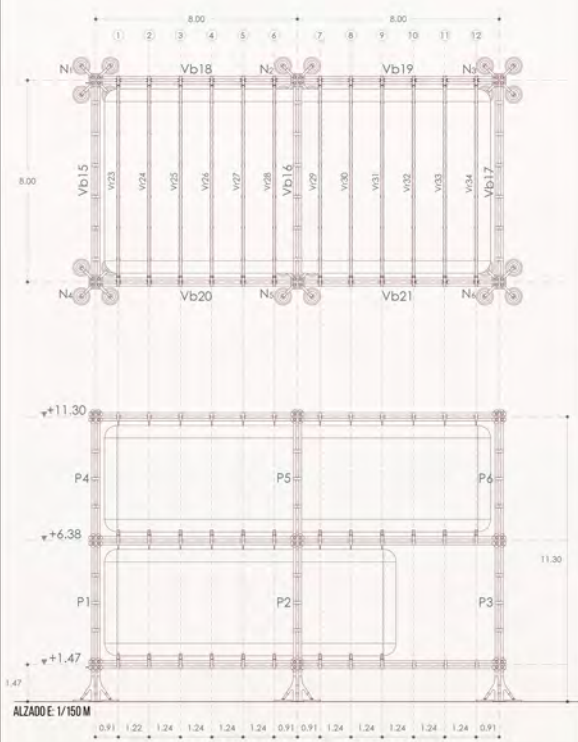 8.00 8.00
1 2 3 4 5 6 7 8 9 10 11 12
N1 Vb18 N2 Vb19 N3
8.00 Vb15 Vr23 Vr24 Vr25 Vr26 Vr27 Vr28 Vb16 Vr29 Vr30 Vr31 Vr32 Vr33 Vr34 Vb17
N4 Vb20 N5 Vb21 N6
+11.30
P4 P5 P6
+6.38
11.30
P1 P2 P3
+1.47
1.47
ALZADO E: 1/150 M
0.91 1.22 1.24 1.24 1.24 1.24 0.91 0.91 1.24 1.24 1.24 1.24 1.24 0.91